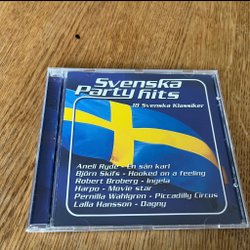 Svenska
Party hits
18 Svenska Klassiker
Aneli Ryde - En sån karl
Björn Skifs - Hooked on a feeling
Robert Broberg - Ingela
Harpo - Movie star
Pernilla Wahlgren - Piccadilly Circus
Lalla Hansson - Dagny